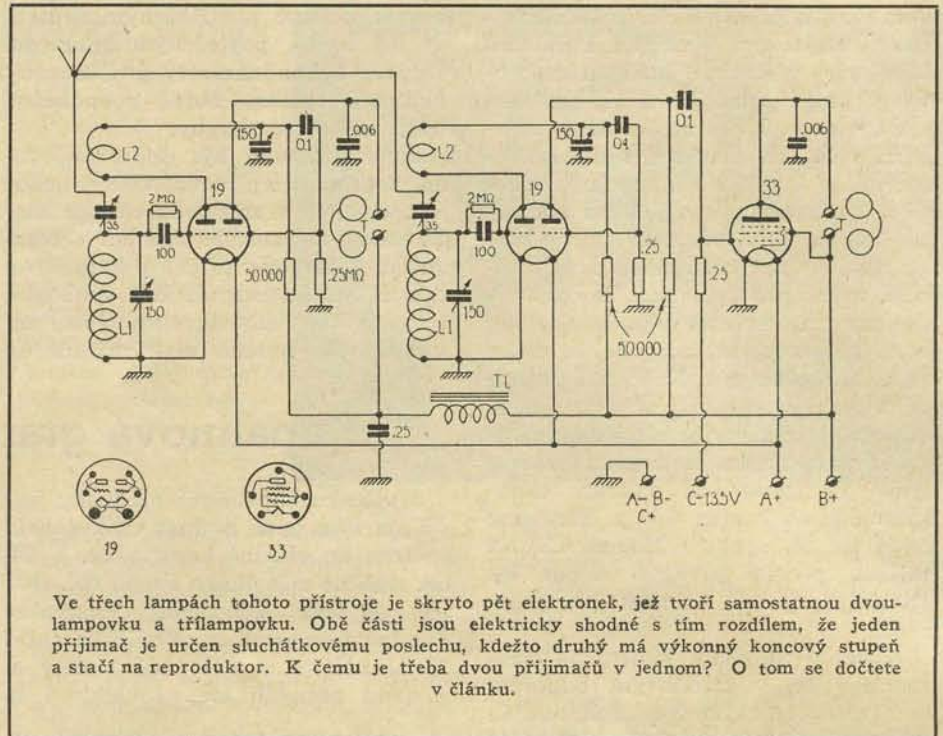 150
0.1
.006
150
0.1
0.1
.006
L2
19
L2
19
33
2MΩ
2MΩ
35
100
35
100
T
50000
.25MΩ
.25
.25
150
150
L1
L1
50000
TL
.25
A- B-
C+
C-13.5V
A+
B+
19
33
Ve třech lampách tohoto přístroje je skryto pět elektronek, jež tvoří samostatnou dvou-
lampovku a třílampovku. Obě části jsou elektricky shodné s tím rozdílem, že jeden
přijimač je určen sluchátkovému poslechu, kdežto druhý má výkonný koncový stupeň
a stačí na reproduktor. K čemu je třeba dvou přijimačů v jednom? O tom se dočtete
v článku.